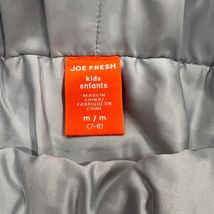 JOE FRESH
kids
enfants
MADE IN
CHINA/
FABRIQUÉ EN
CHINE
m / m
(7-8)